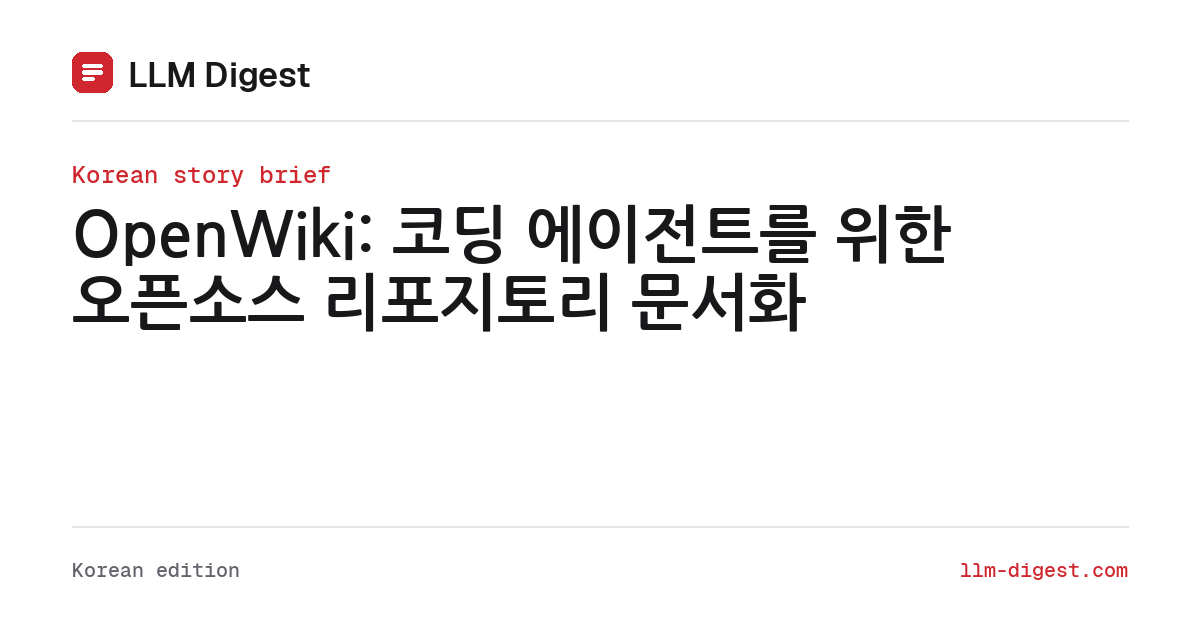 LLM Digest
Korean story brief
OpenWiki: 코딩 에이전트를 위한
오픈소스 리포지토리 문서화
Korean edition
llm-digest.com